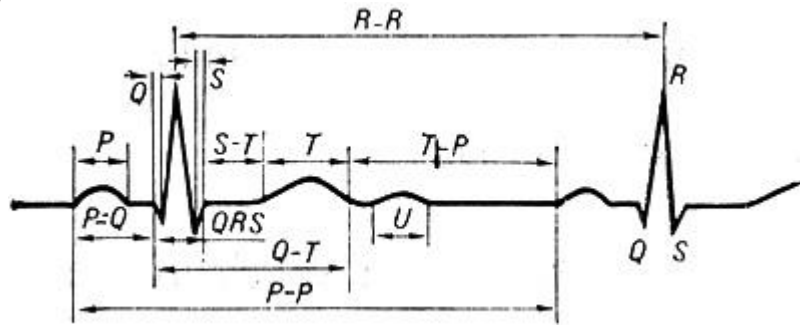 R-R
Q S R
P S-T T T-P
P=Q QRS U Q S
Q-T
P-P